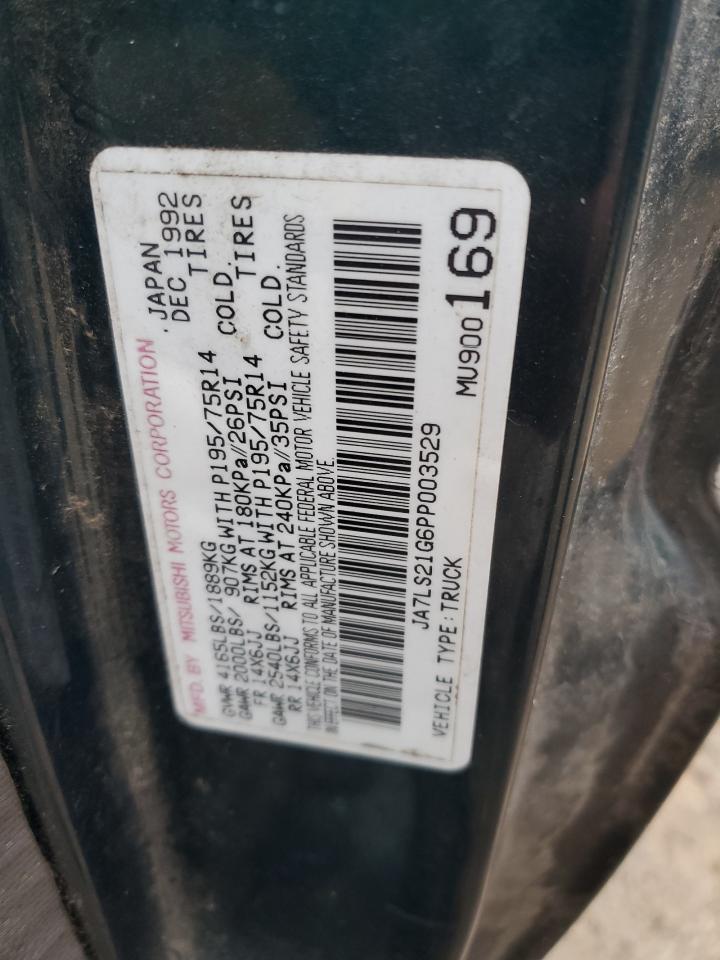 MFD. BY MITSUBISHI MOTORS CORPORATION. JAPAN
GVWR 4165LBS/1889KG DEC 1992
GAWR 2000LBS/ 907KG WITH P195/75R14 TIRES
FR 14X6JJ RIMS AT 180KPa//26PSI COLD.
GAWR 2540LBS/1152KG WITH P195/75R14 TIRES
RR 14X6JJ RIMS AT 240KPa//35PSI COLD.
THIS VEHICLE CONFORMS TO ALL APPLICABLE FEDERAL MOTOR VEHICLE SAFETY STANDARDS
IN EFFECT ON THE DATE OF MANUFACTURE SHOWN ABOVE.
JA7LS21G6PP003529
VEHICLE TYPE:TRUCK MU900169